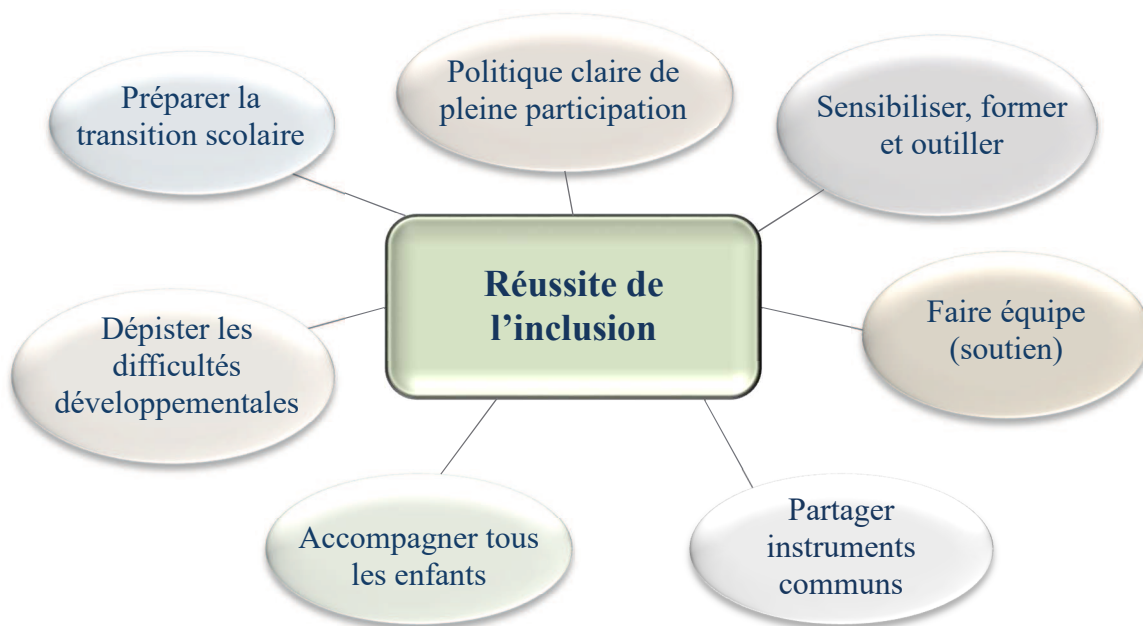 Politique claire de
pleine participation
Préparer la
transition scolaire
Sensibiliser, former
et outiller
Réussite de
l’inclusion
Faire équipe
(soutien)
Dépister les
difficultés
développementales
Accompagner tous
les enfants
Partager
instruments
communs